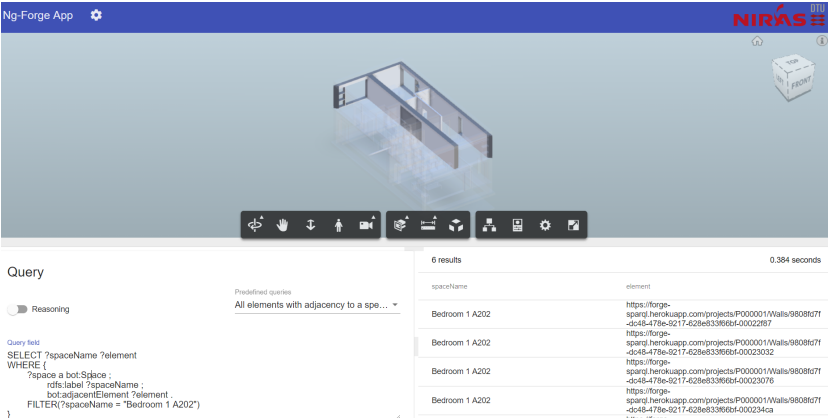 Ng-Forge App
DTU
NIRAS
TOP
FRONT
Query
Reasoning
Predefined queries
All elements with adjacency to a spe…
Query field
SELECT ?spaceName ?element
WHERE {
?space a bot:Space ;
rdfs:label ?spaceName ;
bot:adjacentElement ?element .
FILTER(?spaceName = "Bedroom 1 A202")
}
6 results
0.384 seconds
spaceName
element
Bedroom 1 A202
https://forge-
sparql.herokuapp.com/projects/P000001/Walls/9808fd7f
-dc48-478e-9217-628e833f66bf-00022f87
Bedroom 1 A202
https://forge-
sparql.herokuapp.com/projects/P000001/Walls/9808fd7f
-dc48-478e-9217-628e833f66bf-00023032
Bedroom 1 A202
https://forge-
sparql.herokuapp.com/projects/P000001/Walls/9808fd7f
-dc48-478e-9217-628e833f66bf-00023076
Bedroom 1 A202
https://forge-
sparql.herokuapp.com/projects/P000001/Walls/9808fd7f
-dc48-478e-9217-628e833f66bf-000234ca